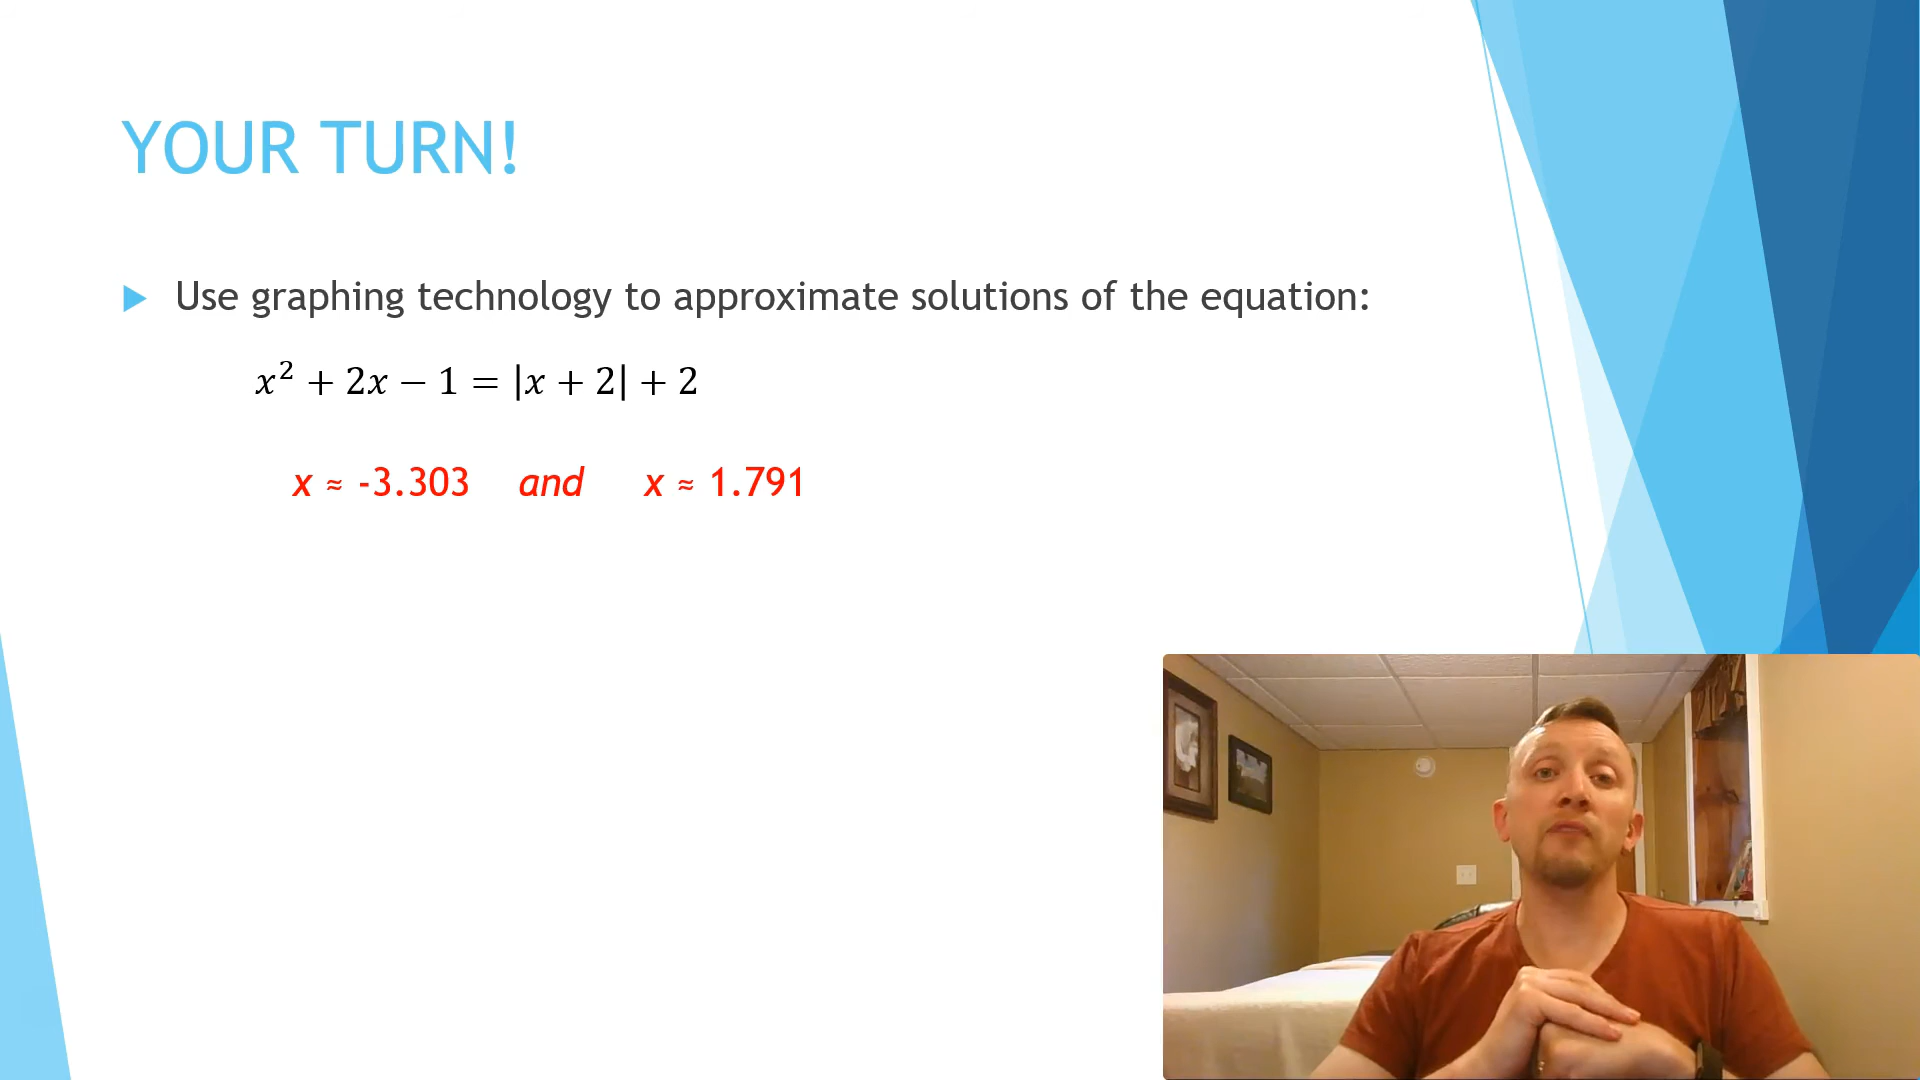 YOUR TURN!
Use graphing technology to approximate solutions of the equation:
x² + 2x − 1 = |x + 2| + 2
x ≈ -3.303 and x ≈ 1.791